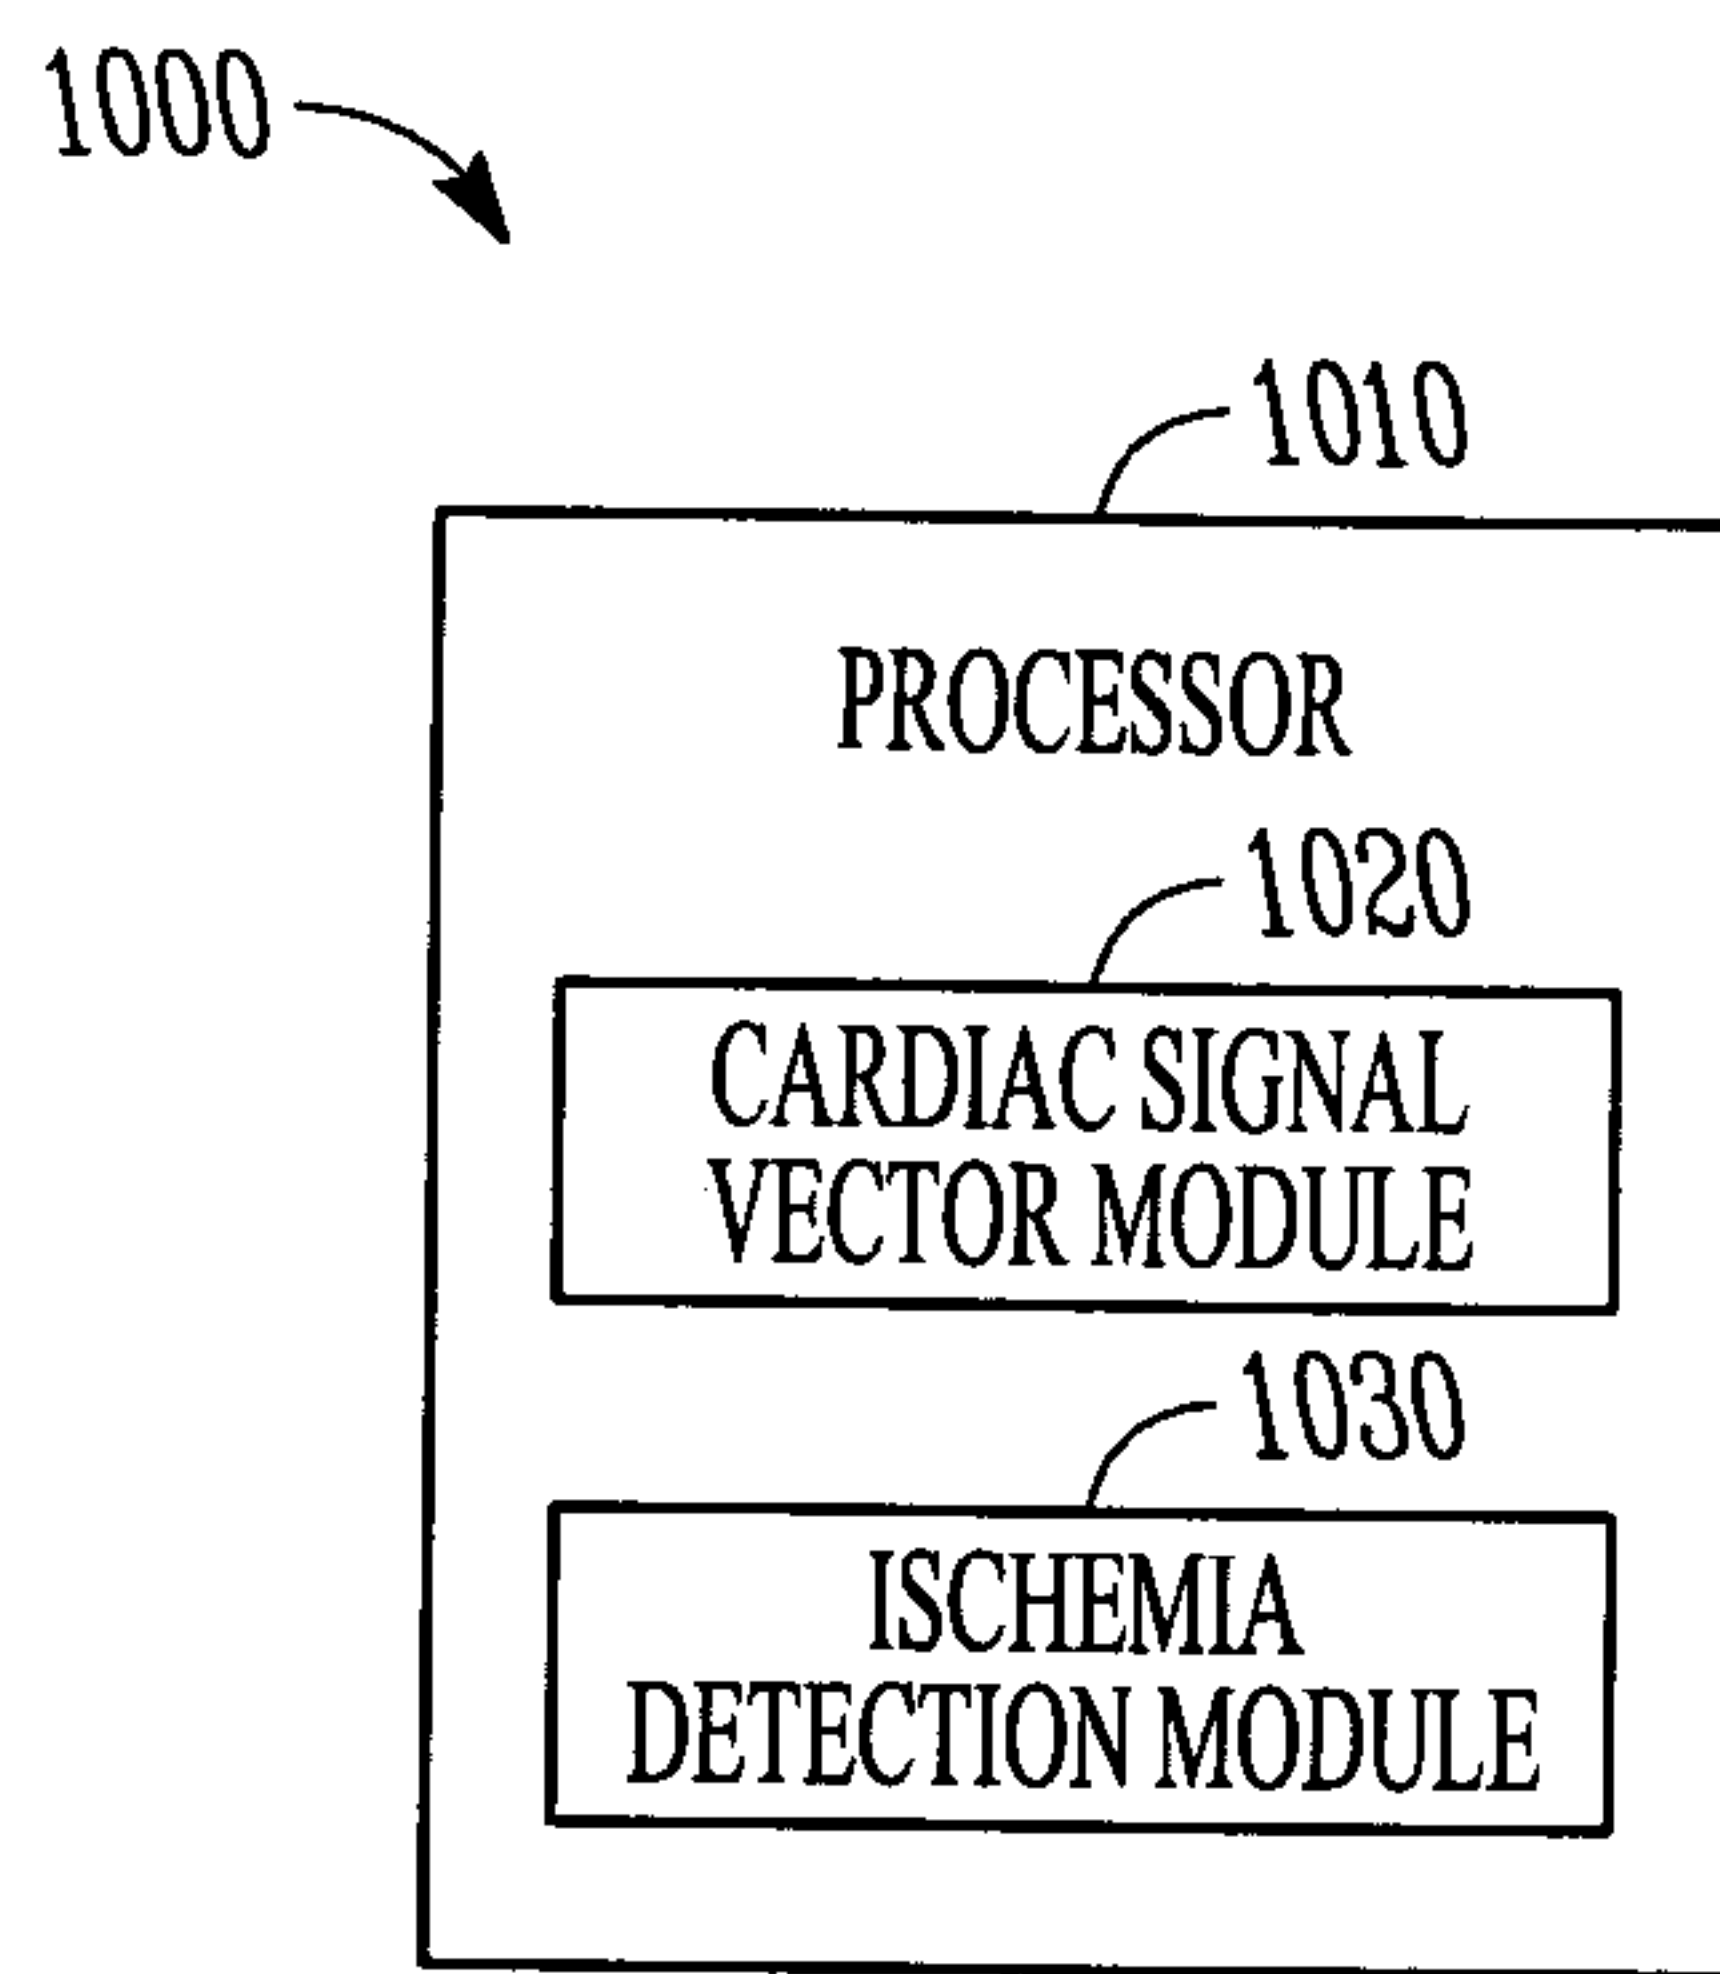 1000
1010
PROCESSOR
1020
CARDIAC SIGNAL
VECTOR MODULE
1030
ISCHEMIA
DETECTION MODULE